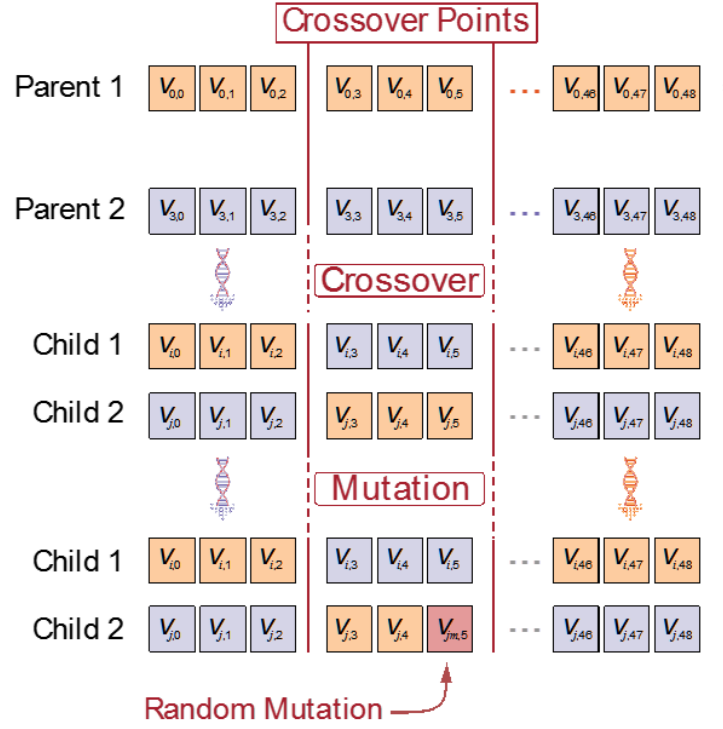 Crossover Points
Parent 1 V0,0 V0,1 V0,2 V0,3 V0,4 V0,5 ... V0,46 V0,47 V0,48
Parent 2 V3,0 V3,1 V3,2 V3,3 V3,4 V3,5 ... V3,46 V3,47 V3,48
Crossover
Child 1 Vi,0 Vi,1 Vi,2 Vi,3 Vi,4 Vi,5 ... Vi,46 Vi,47 Vi,48
Child 2 Vj,0 Vj,1 Vj,2 Vj,3 Vj,4 Vj,5 ... Vj,46 Vj,47 Vj,48
Mutation
Child 1 Vi,0 Vi,1 Vi,2 Vi,3 Vi,4 Vi,5 ... Vi,46 Vi,47 Vi,48
Child 2 Vj,0 Vj,1 Vj,2 Vj,3 Vj,4 Vjm,5 ... Vj,46 Vj,47 Vj,48
Random Mutation